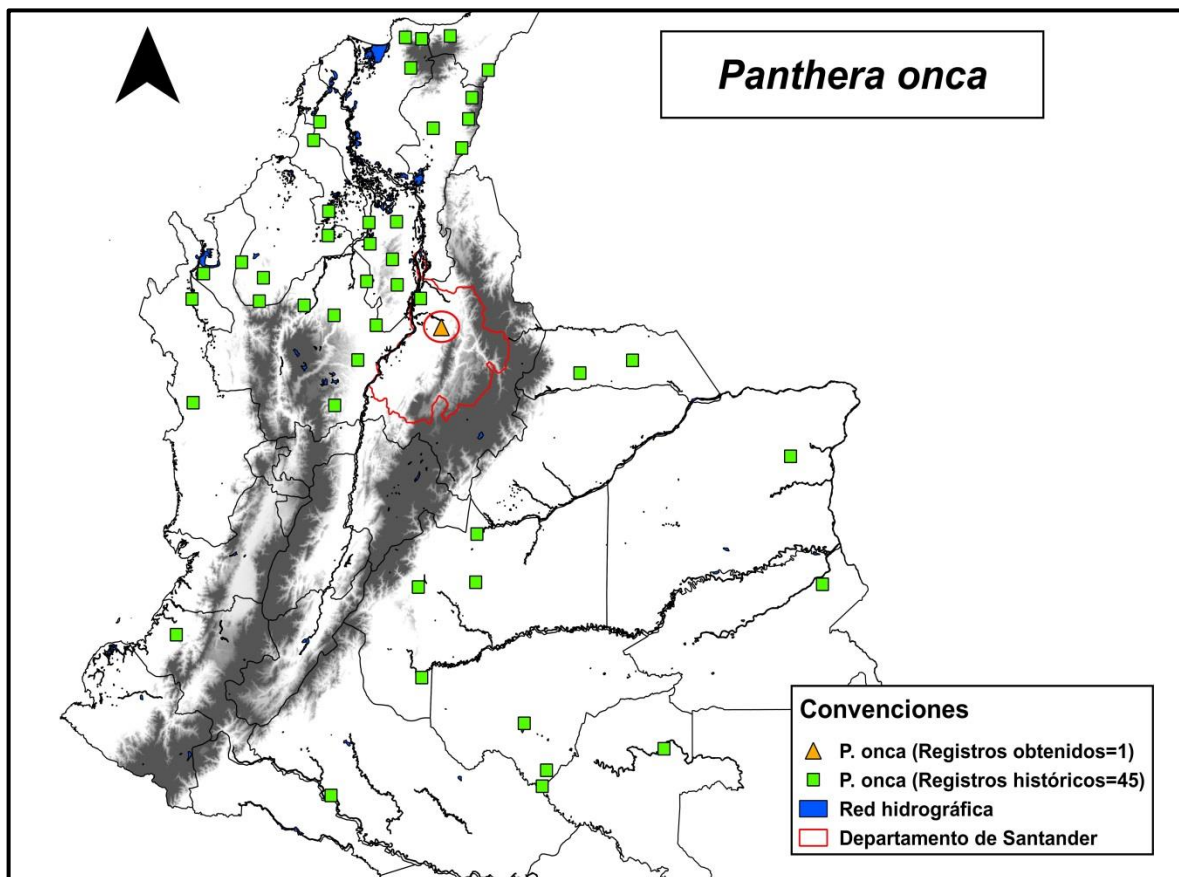 Panthera onca
Convenciones
P. onca (Registros obtenidos=1)
P. onca (Registros históricos=45)
Red hidrográfica
Departamento de Santander